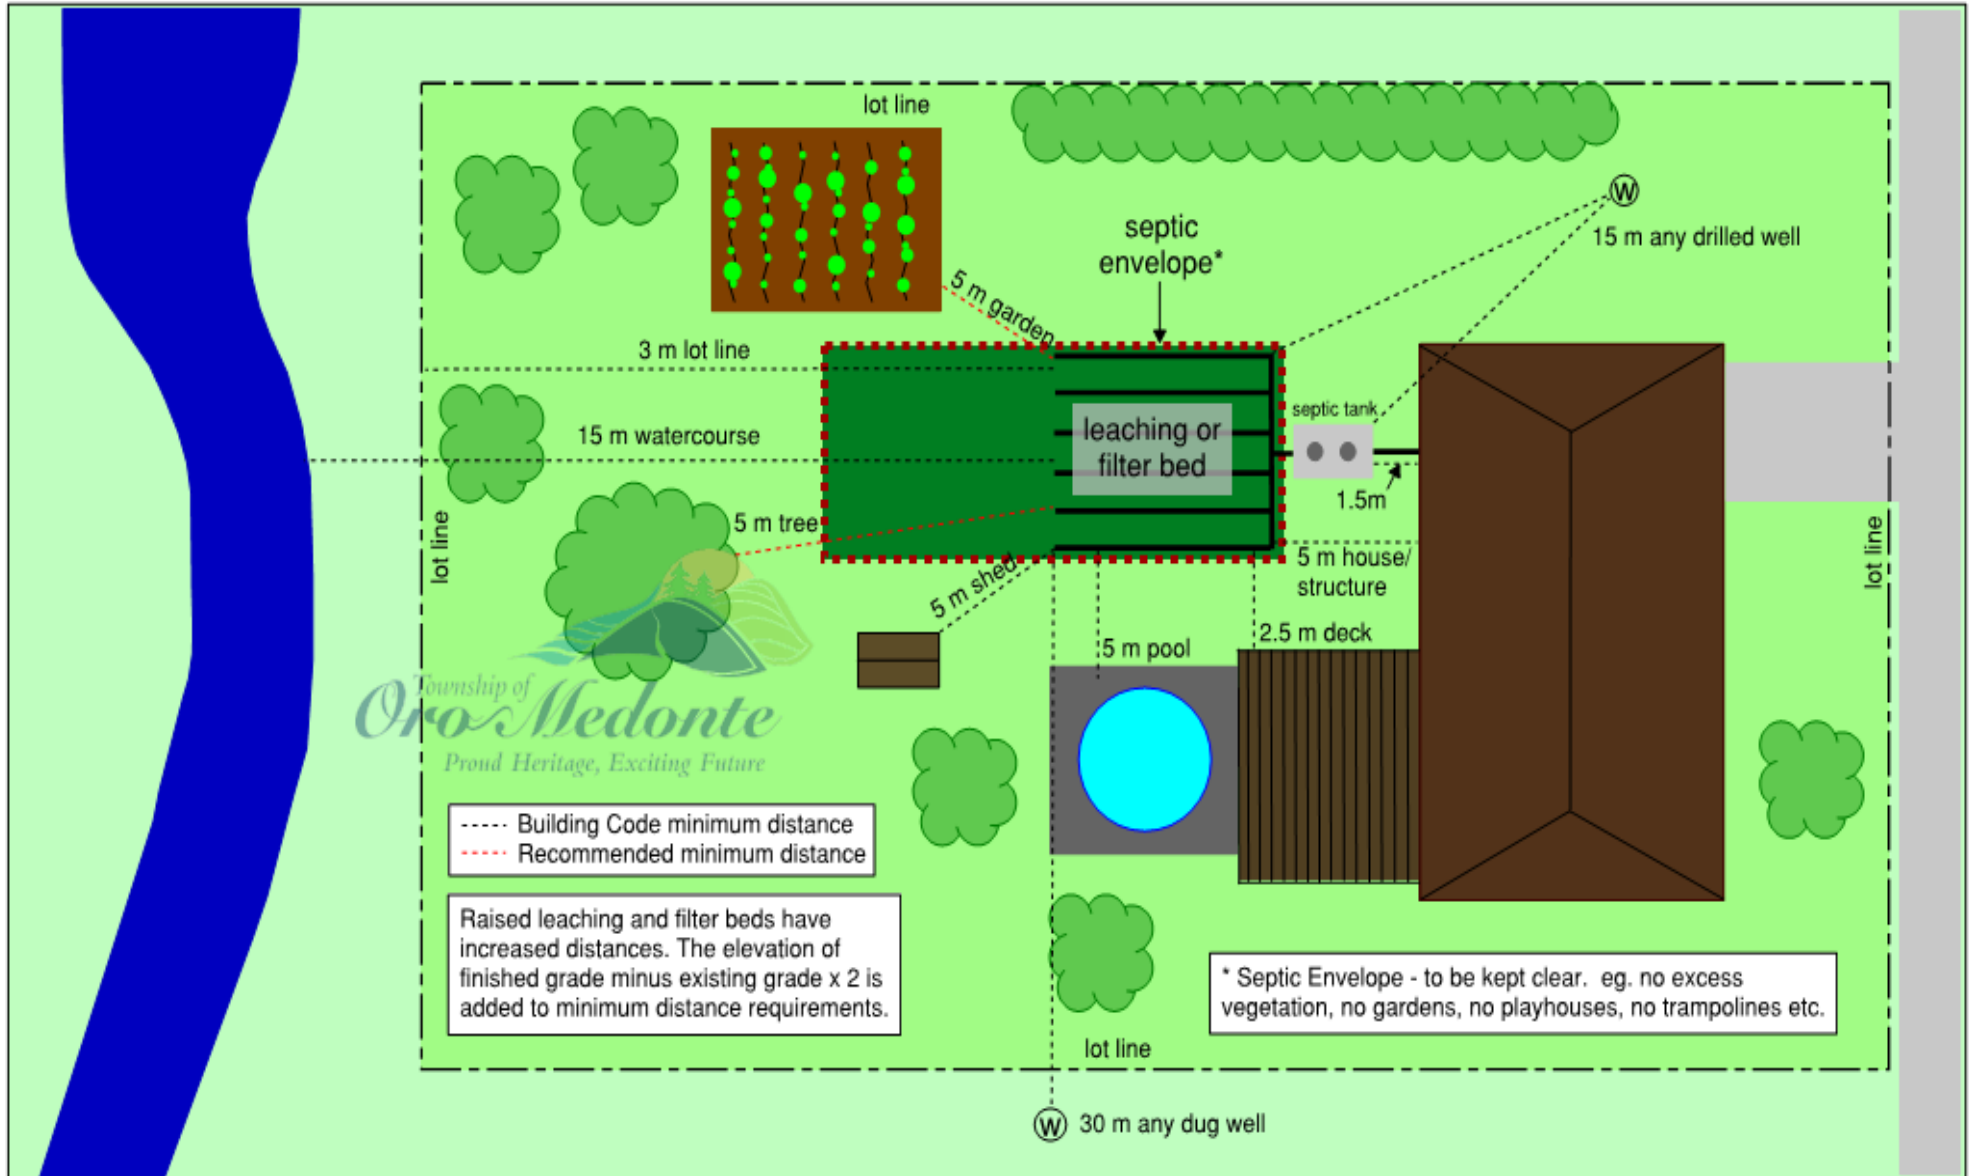 lot line
W
15 m any drilled well
septic
envelope*
5 m garden
3 m lot line
septic tank
15 m watercourse
leaching or
filter bed
1.5m
5 m tree
lot line
5 m house/
structure
lot line
5 m shed
2.5 m deck
5 m pool
Township of
Oro-Medonte
Proud Heritage, Exciting Future
Building Code minimum distance
Recommended minimum distance
Raised leaching and filter beds have
increased distances. The elevation of
finished grade minus existing grade x 2 is
added to minimum distance requirements.
* Septic Envelope - to be kept clear. eg. no excess
vegetation, no gardens, no playhouses, no trampolines etc.
lot line
W
30 m any dug well